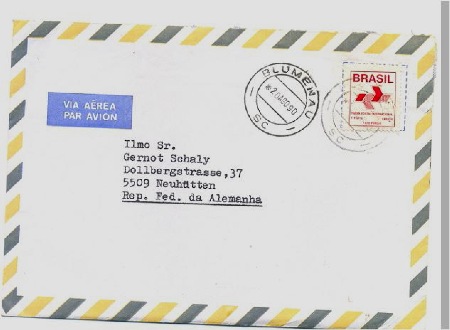 BLUMENAU
SC
BRASIL
VIA AÉREA
PAR AVION
Ilmo Sr.
Gernot Schaly
Dollbergstrasse,37
5509 Neuhütten
Rep. Fed. da Alemanha